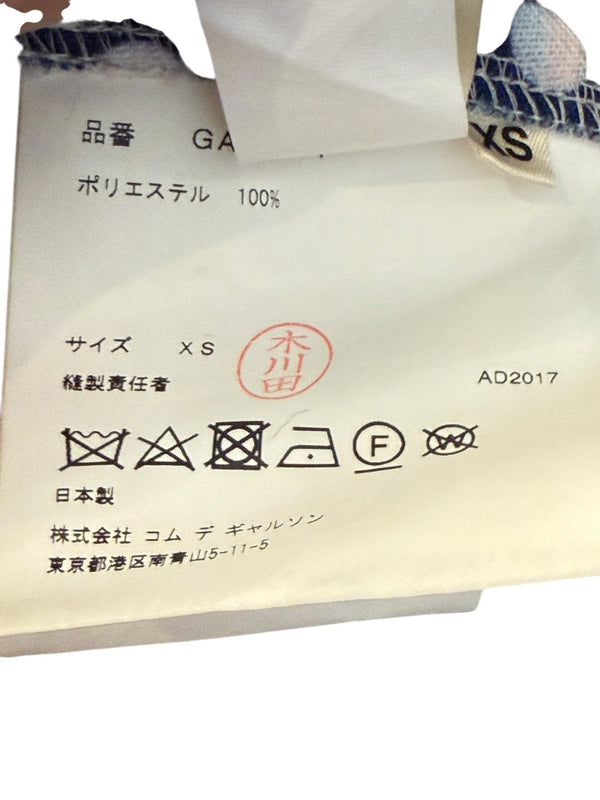 XS
品番 GA
ポリエステル 100%
サイズ XS
木川田
縫製責任者
AD2017
F
W
日本製
株式会社 コム デ ギャルソン
東京都港区南青山5-11-5